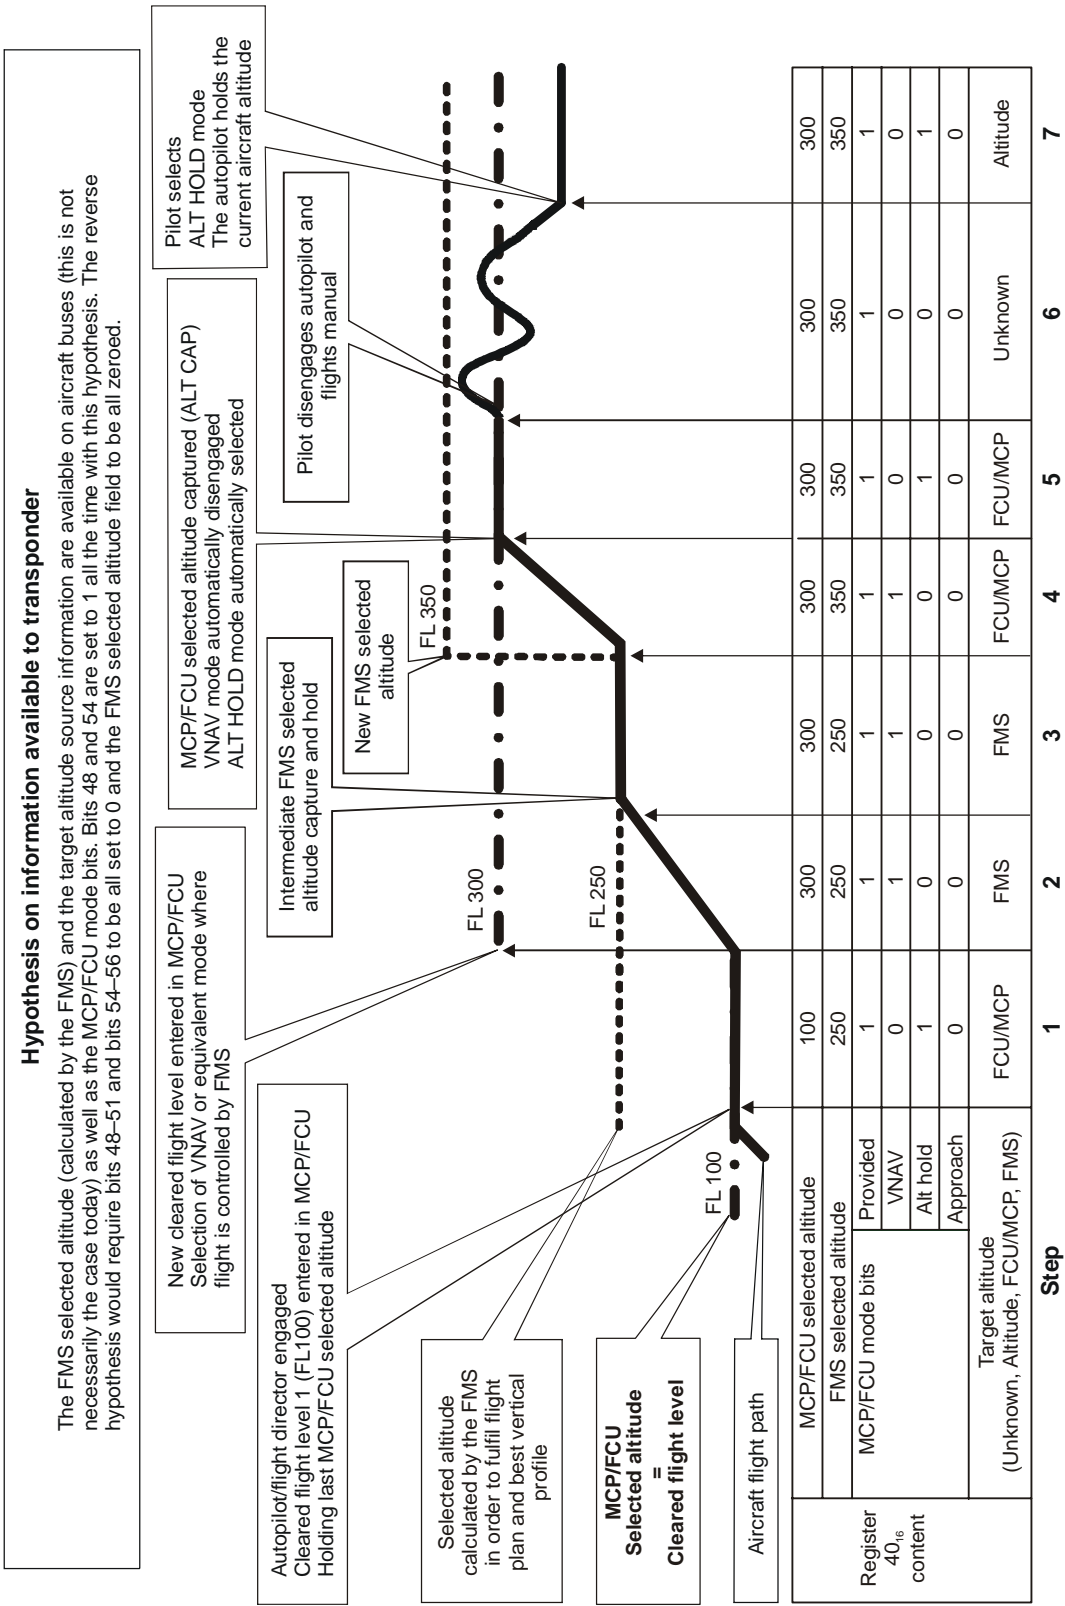 Hypothesis on information available to transponder
The FMS selected altitude (calculated by the FMS) and the target altitude source information are available on aircraft buses (this is not
necessarily the case today) as well as the MCP/FCU mode bits. Bits 48 and 54 are set to 1 all the time with this hypothesis. The reverse
hypothesis would require bits 48–51 and bits 54–56 to be all set to 0 and the FMS selected altitude field to be all zeroed.
Pilot selects
ALT HOLD mode
The autopilot holds the
current aircraft altitude
MCP/FCU selected altitude captured (ALT CAP)
VNAV mode automatically disengaged
ALT HOLD mode automatically selected
New cleared flight level entered in MCP/FCU
Selection of VNAV or equivalent mode where
flight is controlled by FMS
Pilot disengages autopilot and
flights manual
Intermediate FMS selected
altitude capture and hold
Autopilot/flight director engaged
Cleared flight level 1 (FL100) entered in MCP/FCU
Holding last MCP/FCU selected altitude
New FMS selected
altitude
FL 350
FL 300
FL 250
FL 100
Selected altitude
calculated by the FMS
in order to fulfil flight
plan and best vertical
profile
MCP/FCU
Selected altitude
=
Cleared flight level
Aircraft flight path
Register
40₁₆
content
MCP/FCU selected altitude 100 300 300 300 300 300 300
FMS selected altitude 250 250 250 350 350 350 350
MCP/FCU mode bits
Provided 1 1 1 1 1 1 1
VNAV 0 1 1 1 0 0 0
Alt hold 1 0 0 0 1 0 1
Approach 0 0 0 0 0 0 0
Target altitude
(Unknown, Altitude, FCU/MCP, FMS)
FCU/MCP FMS FMS FCU/MCP FCU/MCP Unknown Altitude
Step 1 2 3 4 5 6 7